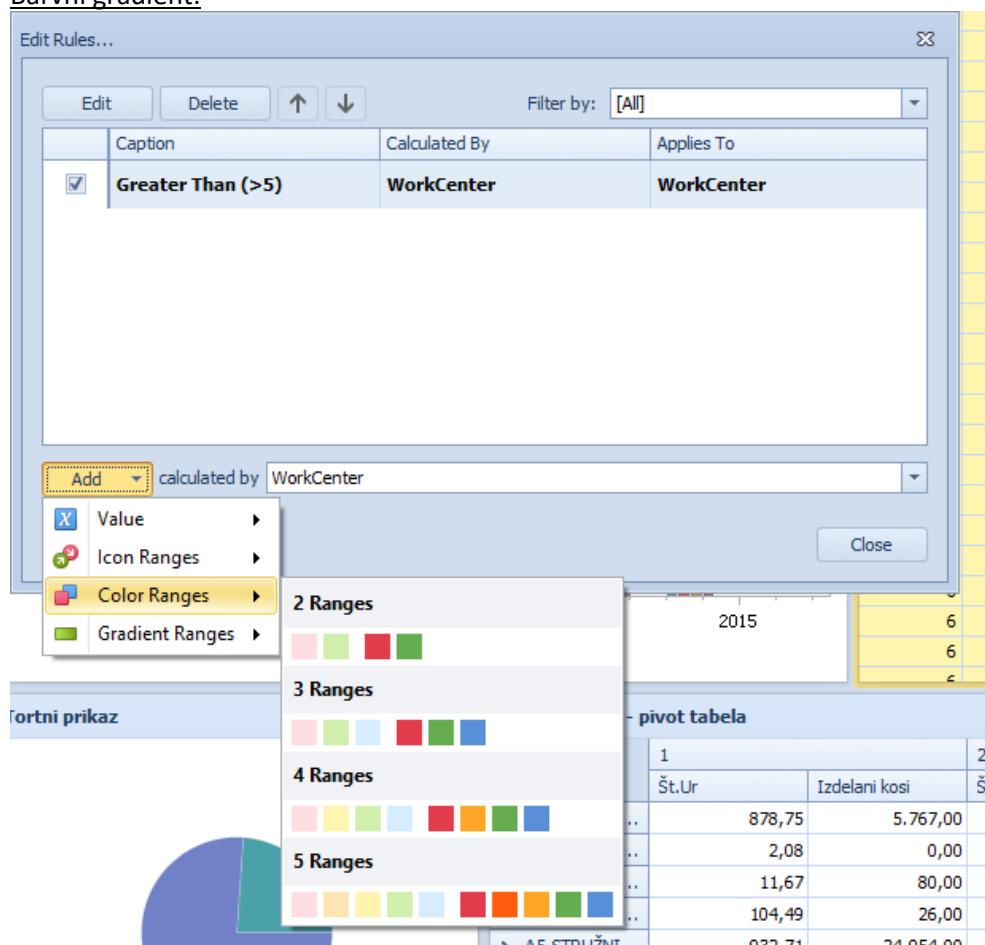 Barvni gradient:
Edit Rules...
Edit Delete Filter by: [All]
Caption Calculated By Applies To
Greater Than (>5) WorkCenter WorkCenter
Add calculated by WorkCenter
Value
Icon Ranges
Close
Color Ranges
Gradient Ranges
2 Ranges
3 Ranges
4 Ranges
5 Ranges
2015
6
6
Tortni prikaz
- pivot tabela
1 2
Št.Ur Izdelani kosi
.. 878,75 5.767,00
.. 2,08 0,00
.. 11,67 80,00
.. 104,49 26,00
A5 STRUŽNI